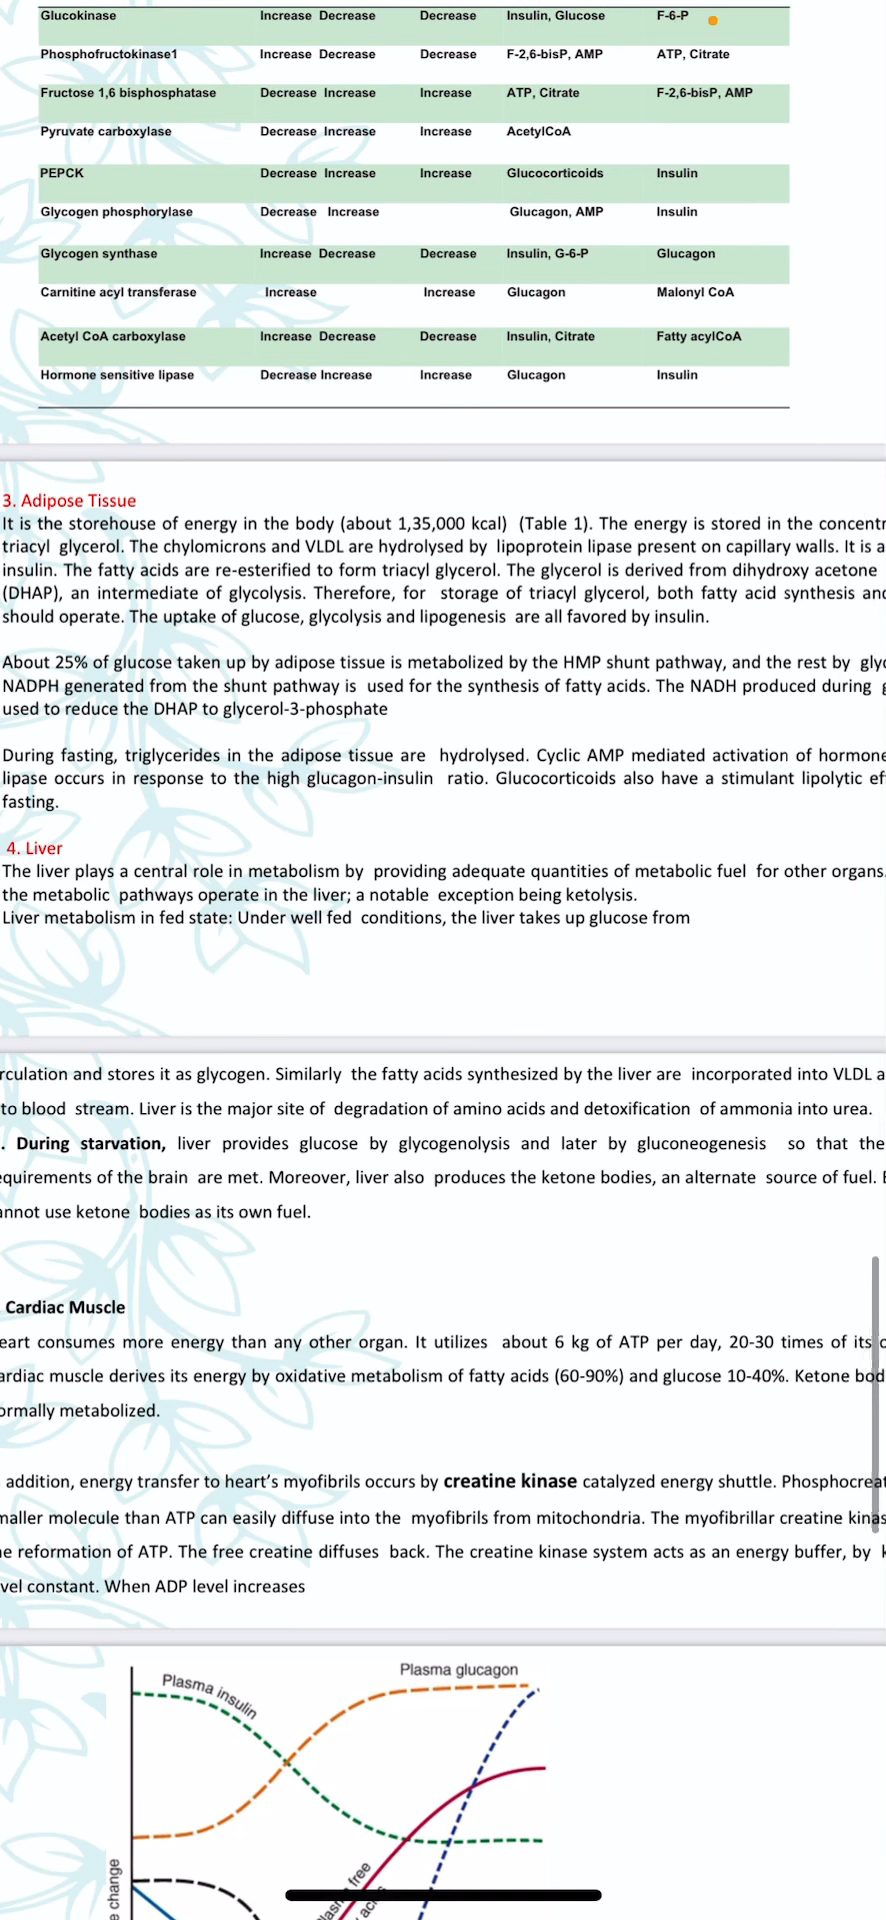 Glucokinase Increase Decrease Decrease Insulin, Glucose F-6-P
Phosphofructokinase1 Increase Decrease Decrease F-2,6-bisP, AMP ATP, Citrate
Fructose 1,6 bisphosphatase Decrease Increase Increase ATP, Citrate F-2,6-bisP, AMP
Pyruvate carboxylase Decrease Increase Increase AcetylCoA
PEPCK Decrease Increase Increase Glucocorticoids Insulin
Glycogen phosphorylase Decrease Increase Glucagon, AMP Insulin
Glycogen synthase Increase Decrease Decrease Insulin, G-6-P Glucagon
Carnitine acyl transferase Increase Increase Glucagon Malonyl CoA
Acetyl CoA carboxylase Increase Decrease Decrease Insulin, Citrate Fatty acylCoA
Hormone sensitive lipase Decrease Increase Increase Glucagon Insulin
3. Adipose Tissue
It is the storehouse of energy in the body (about 1,35,000 kcal) (Table 1). The energy is stored in the concentr
triacyl glycerol. The chylomicrons and VLDL are hydrolysed by lipoprotein lipase present on capillary walls. It is a
insulin. The fatty acids are re-esterified to form triacyl glycerol. The glycerol is derived from dihydroxy acetone
(DHAP), an intermediate of glycolysis. Therefore, for storage of triacyl glycerol, both fatty acid synthesis and
should operate. The uptake of glucose, glycolysis and lipogenesis are all favored by insulin.
About 25% of glucose taken up by adipose tissue is metabolized by the HMP shunt pathway, and the rest by glyc
NADPH generated from the shunt pathway is used for the synthesis of fatty acids. The NADH produced during g
used to reduce the DHAP to glycerol-3-phosphate
During fasting, triglycerides in the adipose tissue are hydrolysed. Cyclic AMP mediated activation of hormone
lipase occurs in response to the high glucagon-insulin ratio. Glucocorticoids also have a stimulant lipolytic ef
fasting.
4. Liver
The liver plays a central role in metabolism by providing adequate quantities of metabolic fuel for other organs.
the metabolic pathways operate in the liver; a notable exception being ketolysis.
Liver metabolism in fed state: Under well fed conditions, the liver takes up glucose from
rculation and stores it as glycogen. Similarly the fatty acids synthesized by the liver are incorporated into VLDL a
to blood stream. Liver is the major site of degradation of amino acids and detoxification of ammonia into urea.
. During starvation, liver provides glucose by glycogenolysis and later by gluconeogenesis so that the
equirements of the brain are met. Moreover, liver also produces the ketone bodies, an alternate source of fuel. B
annot use ketone bodies as its own fuel.
Cardiac Muscle
eart consumes more energy than any other organ. It utilizes about 6 kg of ATP per day, 20-30 times of its o
ardiac muscle derives its energy by oxidative metabolism of fatty acids (60-90%) and glucose 10-40%. Ketone bod
ormally metabolized.
addition, energy transfer to heart's myofibrils occurs by creatine kinase catalyzed energy shuttle. Phosphocreat
maller molecule than ATP can easily diffuse into the myofibrils from mitochondria. The myofibrillar creatine kinas
he reformation of ATP. The free creatine diffuses back. The creatine kinase system acts as an energy buffer, by k
vel constant. When ADP level increases
Plasma insulin
Plasma glucagon
e change
free